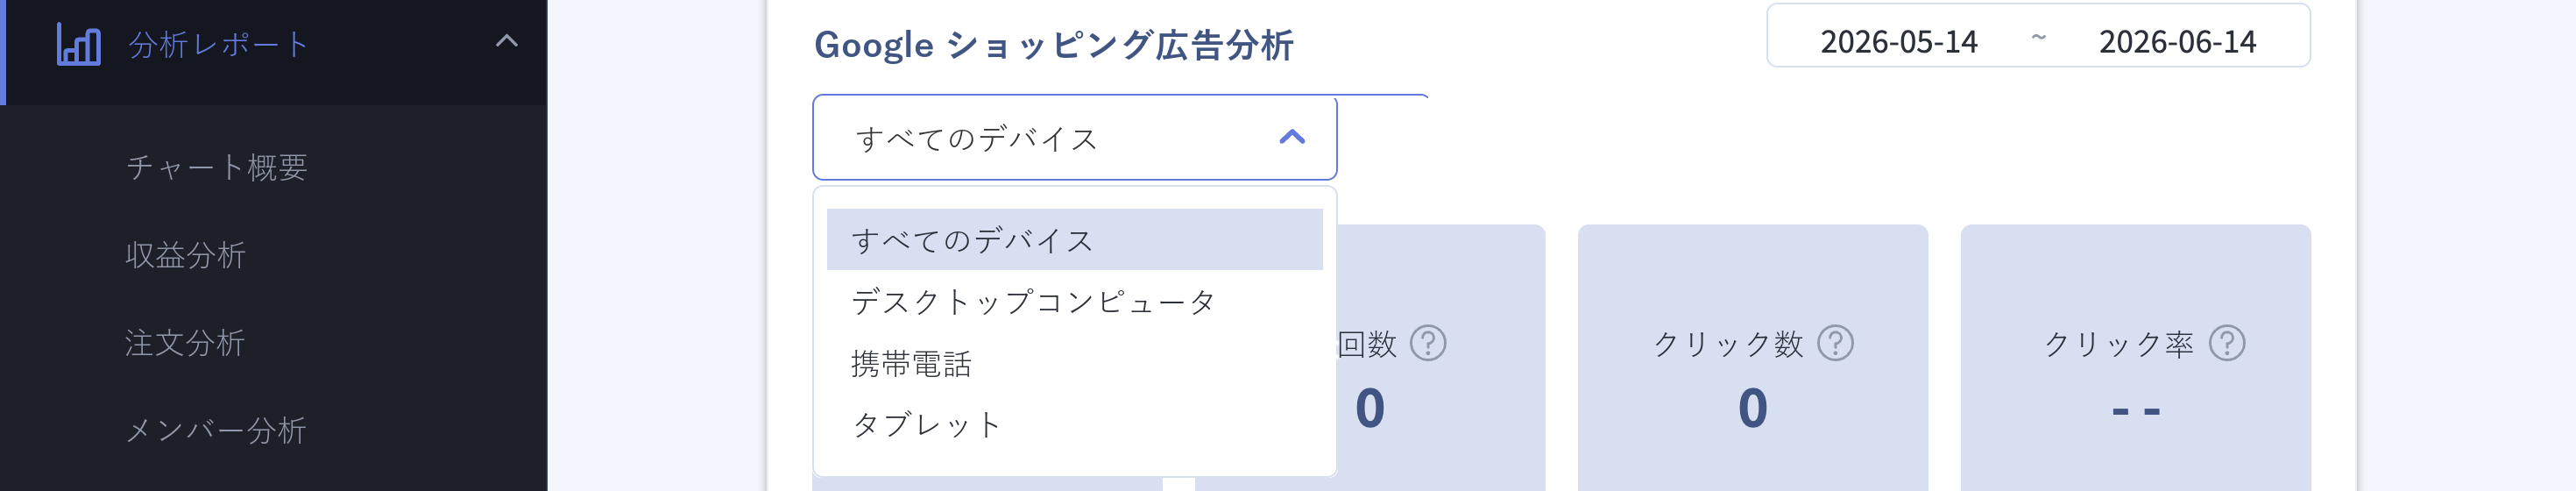 分析レポート
チャート概要
収益分析
注文分析
メンバー分析
Google ショッピング広告分析
2026-05-14 ~ 2026-06-14
すべてのデバイス
すべてのデバイス
デスクトップコンピュータ
携帯電話
タブレット
回数 ?
0
クリック数 ?
0
クリック率 ?
--